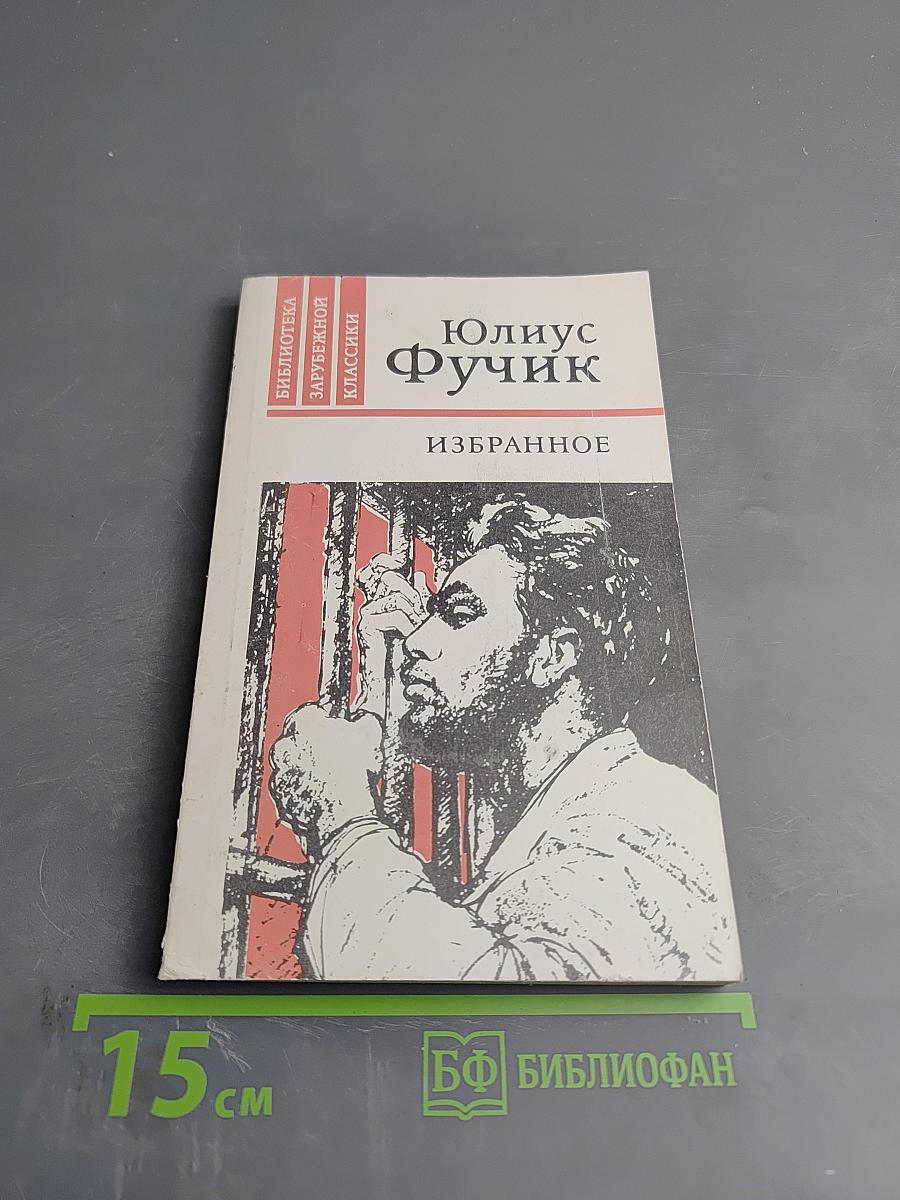 БИБЛИОТЕКА
ЗАРУБЕЖНОЙ
КЛАССИКИ
Юлиус
Фучик
ИЗБРАННОЕ
15 см
БФ БИБЛИОФАН